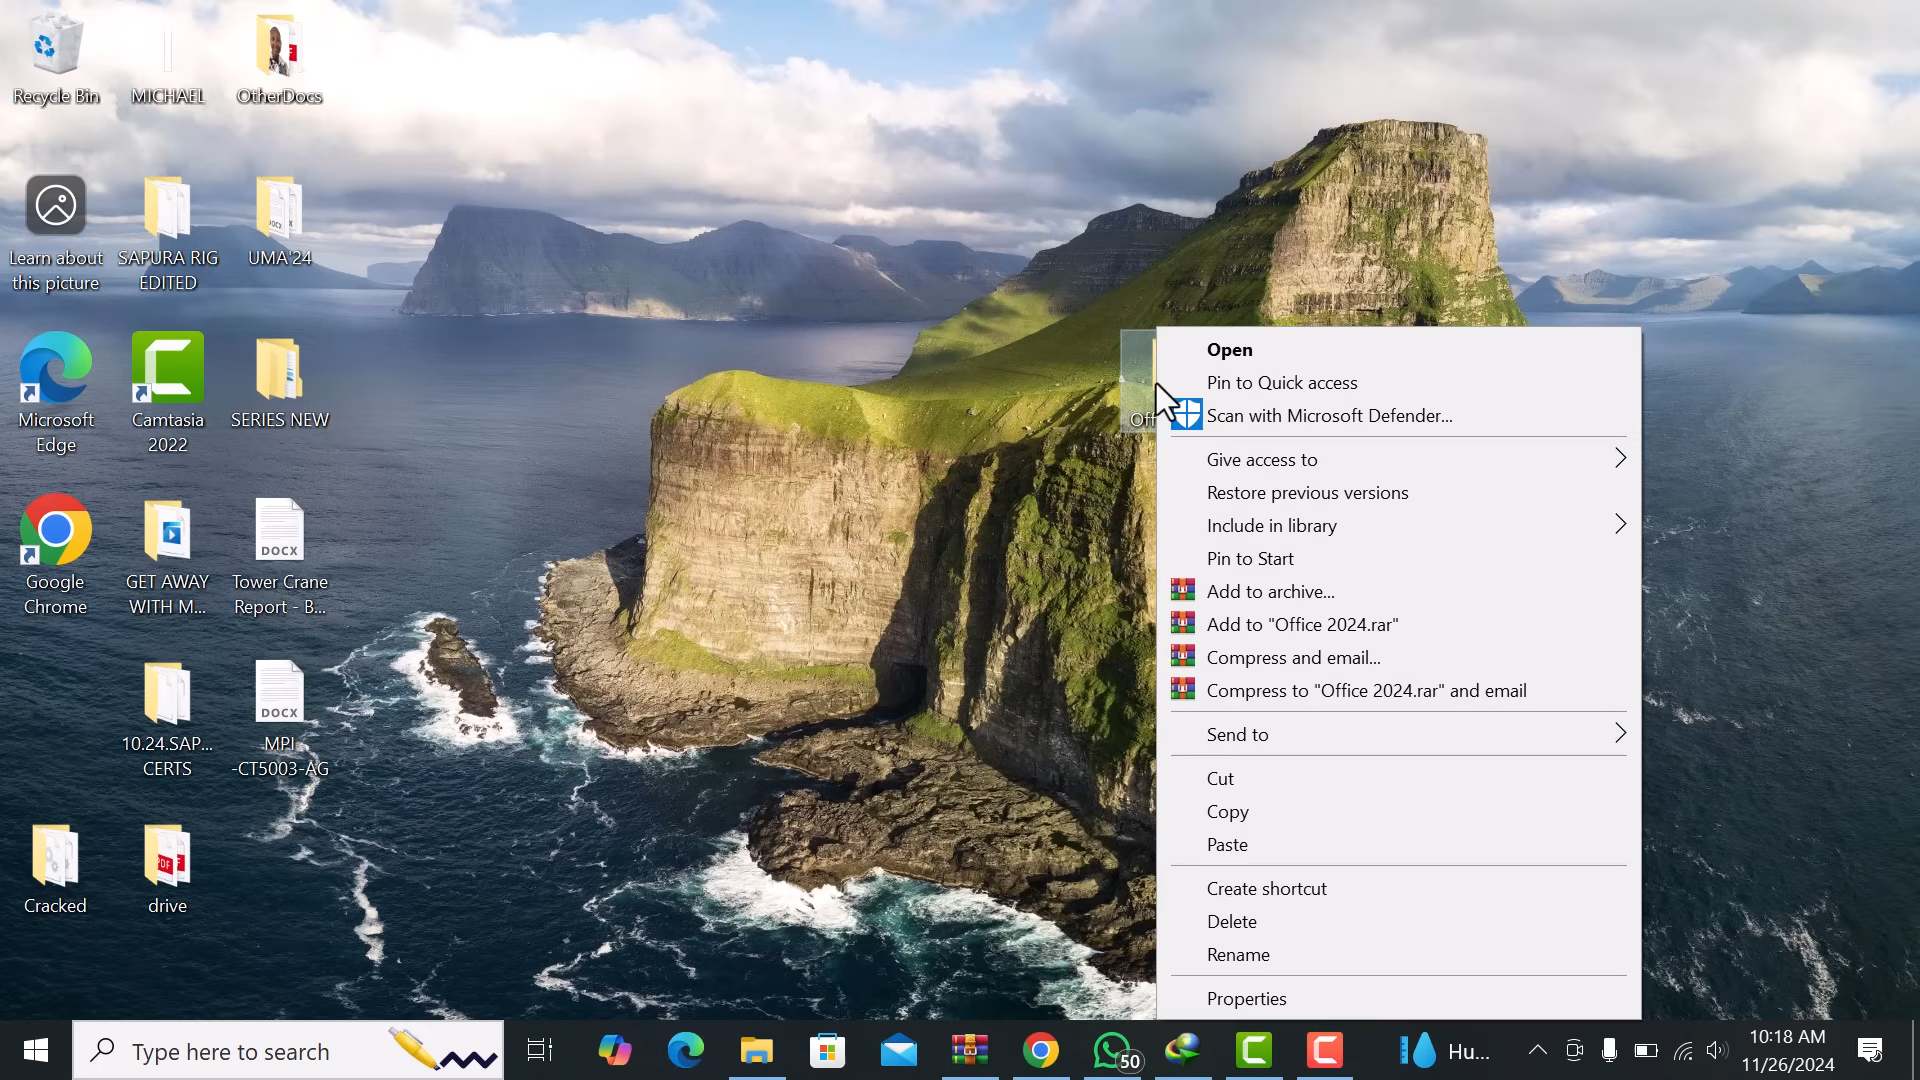 Recycle Bin
MICHAEL
OtherDocs
Learn about
this picture
SAPURA RIG
EDITED
UMA'24
Microsoft
Edge
Camtasia
2022
SERIES NEW
Google
Chrome
GET AWAY
WITH M...
DOCX
Tower Crane
Report - B...
10.24.SAP...
CERTS
DOCX
MPI
-CT5003-AG
Cracked
PDF
drive
Off
Open
Pin to Quick access
Scan with Microsoft Defender...
Give access to
Restore previous versions
Include in library
Pin to Start
Add to archive...
Add to "Office 2024.rar"
Compress and email...
Compress to "Office 2024.rar" and email
Send to
Cut
Copy
Paste
Create shortcut
Delete
Rename
Properties
Type here to search
50
Hu...
10:18 AM
11/26/2024